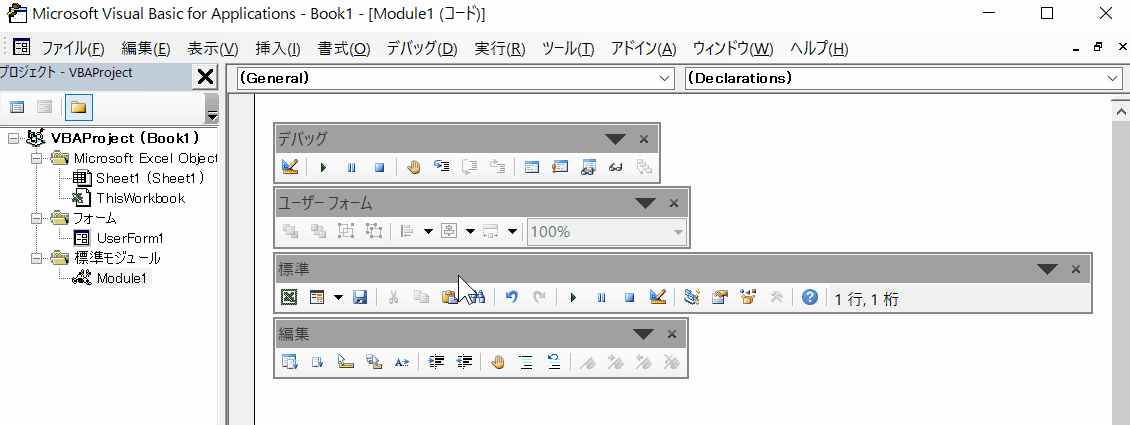 Microsoft Visual Basic for Applications - Book1 - [Module1 (コード)]
ファイル(F) 編集(E) 表示(V) 挿入(I) 書式(O) デバッグ(D) 実行(R) ツール(T) アドイン(A) ウィンドウ(W) ヘルプ(H)
プロジェクト - VBAProject
(General) (Declarations)
VBAProject (Book1)
Microsoft Excel Object
Sheet1 (Sheet1)
ThisWorkbook
フォーム
UserForm1
標準モジュール
Module1
デバッグ
ユーザー フォーム
100%
標準
1 行, 1 桁
編集